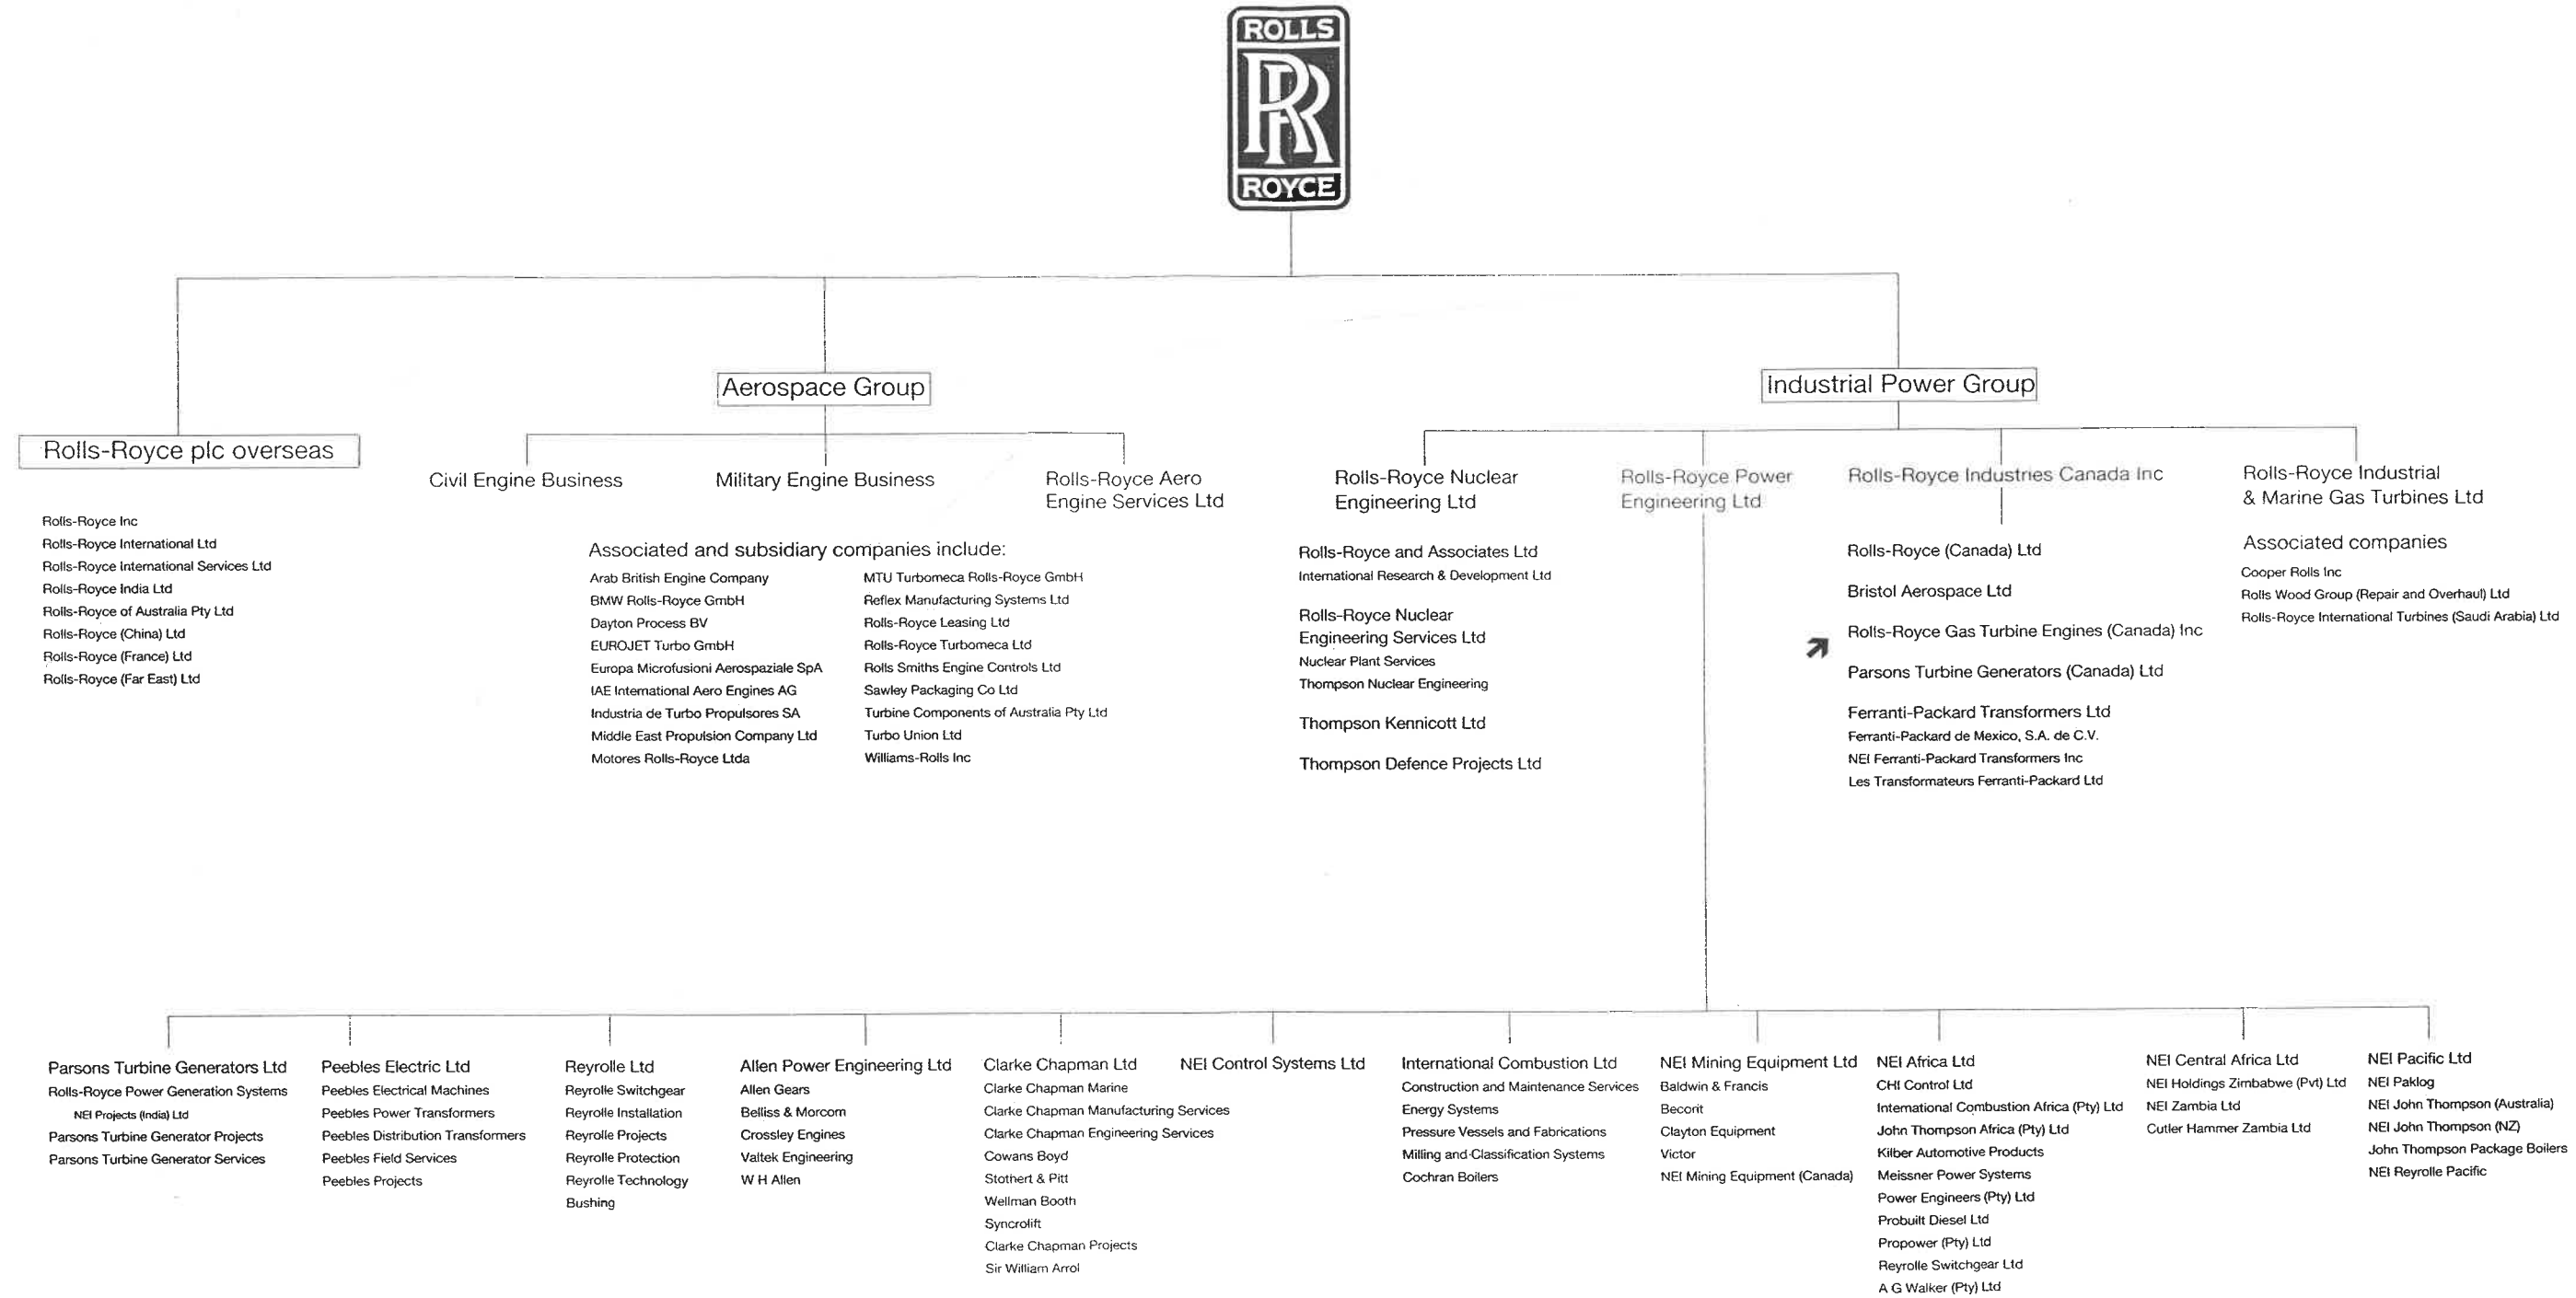 ROLLS
RR
ROYCE
Aerospace Group
Industrial Power Group
Rolls-Royce plc overseas
Rolls-Royce Inc
Rolls-Royce International Ltd
Rolls-Royce International Services Ltd
Rolls-Royce India Ltd
Rolls-Royce of Australia Pty Ltd
Rolls-Royce (China) Ltd
Rolls-Royce (France) Ltd
Rolls-Royce (Far East) Ltd
Civil Engine Business
Military Engine Business
Rolls-Royce Aero
Engine Services Ltd
Associated and subsidiary companies include:
Arab British Engine Company
BMW Rolls-Royce GmbH
Dayton Process BV
EUROJET Turbo GmbH
Europa Microfusioni Aerospaziale SpA
IAE International Aero Engines AG
Industria de Turbo Propulsores SA
Middle East Propulsion Company Ltd
Motores Rolls-Royce Ltda
MTU Turbomeca Rolls-Royce GmbH
Reflex Manufacturing Systems Ltd
Rolls-Royce Leasing Ltd
Rolls-Royce Turbomeca Ltd
Rolls Smiths Engine Controls Ltd
Sawley Packaging Co Ltd
Turbine Components of Australia Pty Ltd
Turbo Union Ltd
Williams-Rolls Inc
Rolls-Royce Nuclear
Engineering Ltd
Rolls-Royce and Associates Ltd
International Research & Development Ltd
Rolls-Royce Nuclear
Engineering Services Ltd
Nuclear Plant Services
Thompson Nuclear Engineering
Thompson Kennicott Ltd
Thompson Defence Projects Ltd
Rolls-Royce Power
Engineering Ltd
Rolls-Royce Industries Canada Inc
Rolls-Royce (Canada) Ltd
Bristol Aerospace Ltd
Rolls-Royce Gas Turbine Engines (Canada) Inc
Parsons Turbine Generators (Canada) Ltd
Ferranti-Packard Transformers Ltd
Ferranti-Packard de Mexico, S.A. de C.V.
NEI Ferranti-Packard Transformers Inc
Les Transformateurs Ferranti-Packard Ltd
Rolls-Royce Industrial
& Marine Gas Turbines Ltd
Associated companies
Cooper Rolls Inc
Rolls Wood Group (Repair and Overhaul) Ltd
Rolls-Royce International Turbines (Saudi Arabia) Ltd
Parsons Turbine Generators Ltd
Rolls-Royce Power Generation Systems
NEI Projects (India) Ltd
Parsons Turbine Generator Projects
Parsons Turbine Generator Services
Peebles Electric Ltd
Peebles Electrical Machines
Peebles Power Transformers
Peebles Distribution Transformers
Peebles Field Services
Peebles Projects
Reyrolle Ltd
Reyrolle Switchgear
Reyrolle Installation
Reyrolle Projects
Reyrolle Protection
Reyrolle Technology
Bushing
Allen Power Engineering Ltd
Allen Gears
Belliss & Morcom
Crossley Engines
Valtek Engineering
W H Allen
Clarke Chapman Ltd
Clarke Chapman Marine
Clarke Chapman Manufacturing Services
Clarke Chapman Engineering Services
Cowans Boyd
Stothert & Pitt
Wellman Booth
Syncrolift
Clarke Chapman Projects
Sir William Arrol
NEI Control Systems Ltd
International Combustion Ltd
Construction and Maintenance Services
Energy Systems
Pressure Vessels and Fabrications
Milling and Classification Systems
Cochran Boilers
NEI Mining Equipment Ltd
Baldwin & Francis
Becorit
Clayton Equipment
Victor
NEI Mining Equipment (Canada)
NEI Africa Ltd
CHI Control Ltd
International Combustion Africa (Pty) Ltd
John Thompson Africa (Pty) Ltd
Kilber Automotive Products
Meissner Power Systems
Power Engineers (Pty) Ltd
Probuilt Diesel Ltd
Propower (Pty) Ltd
Reyrolle Switchgear Ltd
A G Walker (Pty) Ltd
NEI Central Africa Ltd
NEI Holdings Zimbabwe (Pvt) Ltd
NEI Zambia Ltd
Cutler Hammer Zambia Ltd
NEI Pacific Ltd
NEI Paklog
NEI John Thompson (Australia)
NEI John Thompson (NZ)
John Thompson Package Boilers
NEI Reyrolle Pacific